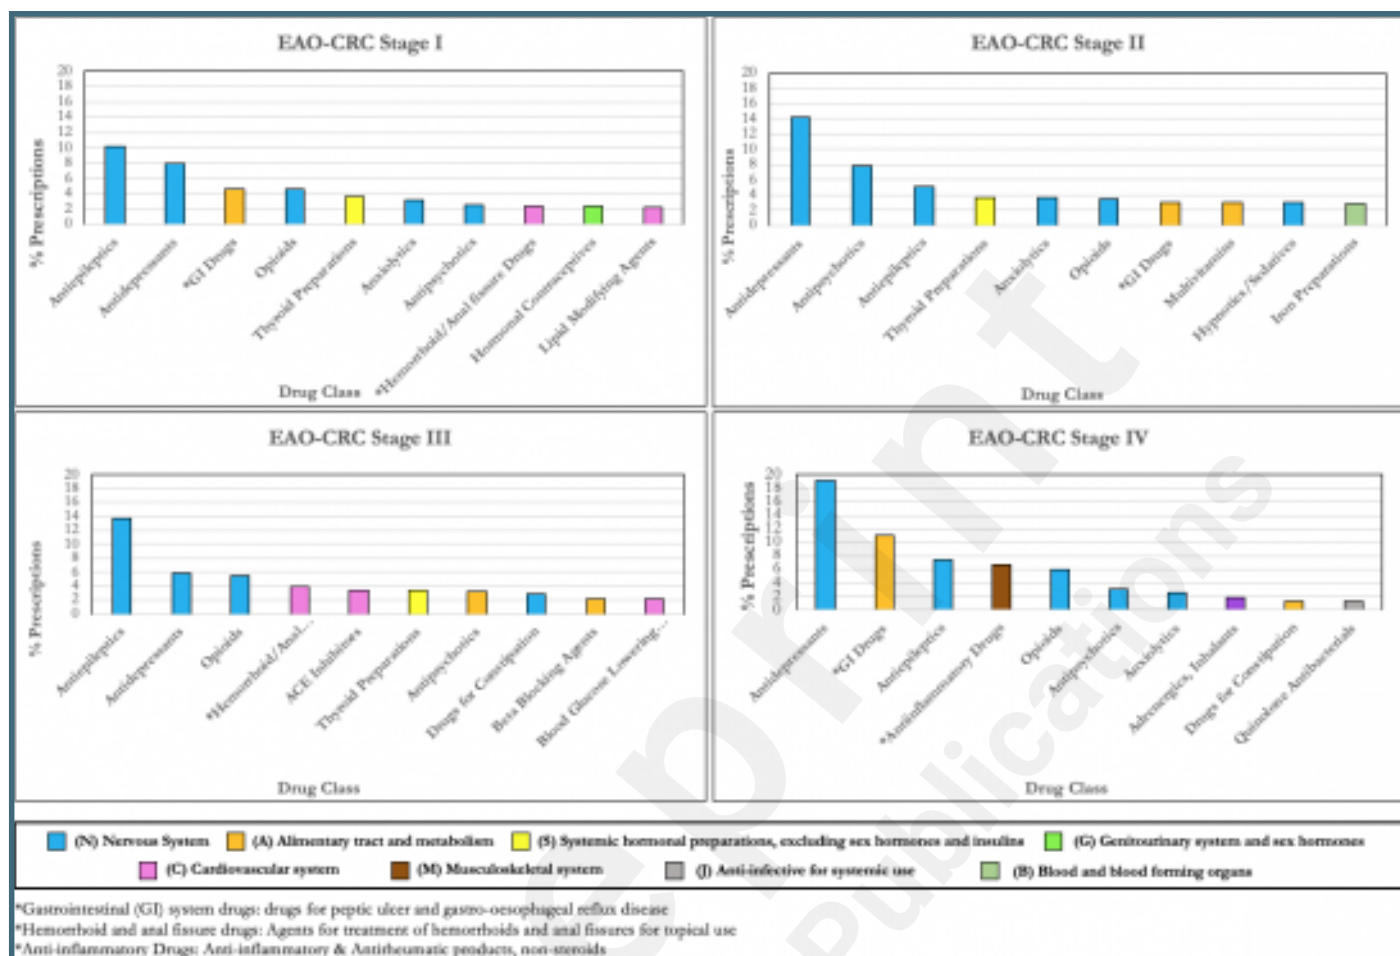 EAO-CRC Stage I
20
18
16
14
12
10
8
6
4
2
0
% Prescriptions
Antiepileptics
Antidepressants
*GI Drugs
Opioids
Thyroid Preparations
Anxiolytics
Antipsychotics
*Hemorrhoid/Anal fissure Drugs
Hormonal Contraceptives
Lipid Modifying Agents
Drug Class
EAO-CRC Stage II
20
18
16
14
12
10
8
6
4
2
0
% Prescriptions
Antidepressants
Antipsychotics
Antiepileptics
Thyroid Preparations
Anxiolytics
Opioids
*GI Drugs
Multivitamins
Hypnotics/Sedatives
Iron Preparations
Drug Class
EAO-CRC Stage III
20
18
16
14
12
10
8
6
4
2
0
% Prescriptions
Antiepileptics
Antidepressants
Opioids
*Hemorrhoid/Anal...
ACE Inhibitors
Thyroid Preparations
Antipsychotics
Drugs for Constipation
Beta Blocking Agents
Blood Glucose Lowering...
Drug Class
EAO-CRC Stage IV
20
18
16
14
12
10
8
6
4
2
0
% Prescriptions
Antidepressants
*GI Drugs
Antiepileptics
*Antiinflammatory Drugs
Opioids
Antipsychotics
Anxiolytics
Adrenergics, Inhalants
Drugs for Constipation
Quinolone Antibacterials
Drug Class
(N) Nervous System (A) Alimentary tract and metabolism (S) Systemic hormonal preparations, excluding sex hormones and insulins (G) Genitourinary system and sex hormones
(C) Cardiovascular system (M) Musculoskeletal system (J) Anti-infective for systemic use (B) Blood and blood forming organs
*Gastrointestinal (GI) system drugs: drugs for peptic ulcer and gastro-oesophageal reflux disease
*Hemorrhoid and anal fissure drugs: Agents for treatment of hemorrhoids and anal fissures for topical use
*Anti-inflammatory Drugs: Anti-inflammatory & Antirheumatic products, non-steroids
eprint
Publications